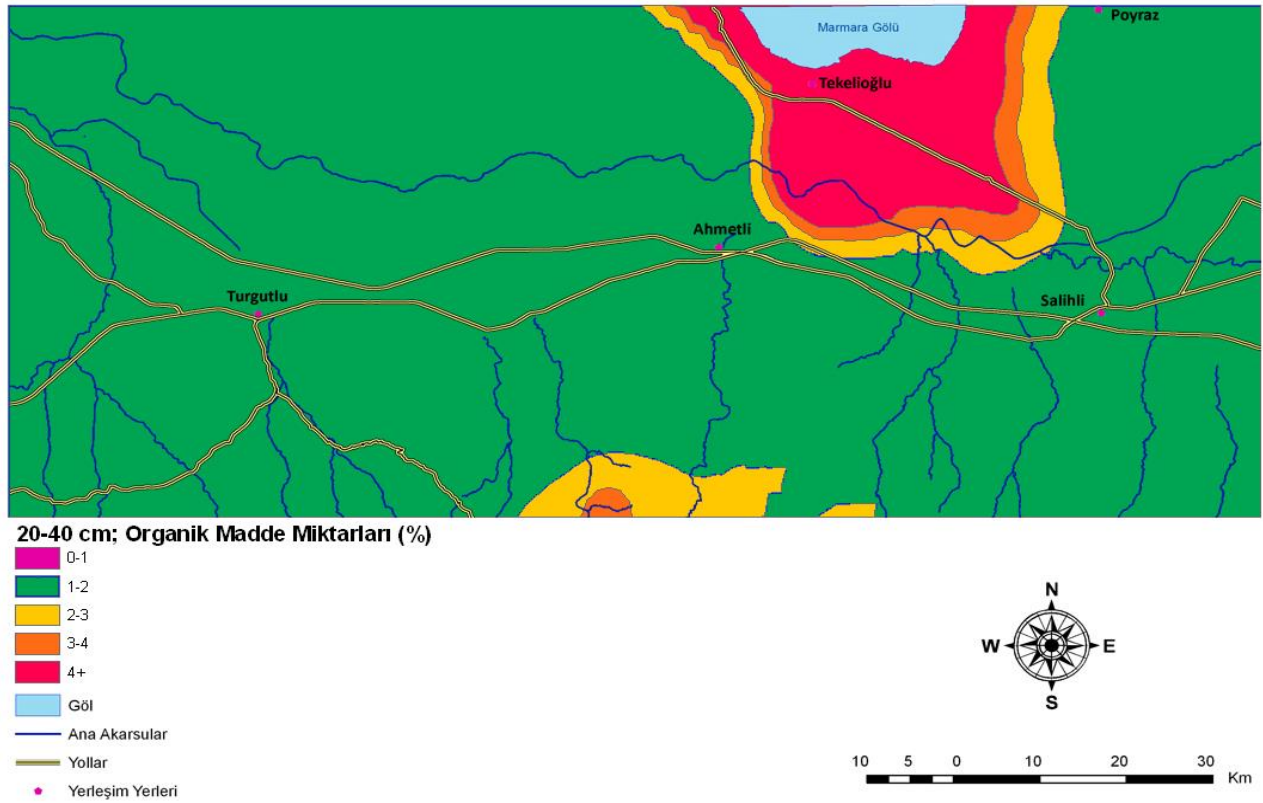 Marmara Gölü
Poyraz
Tekelioğlu
Ahmetli
Turgutlu
Salihli
20-40 cm; Organik Madde Miktarları (%)
0-1
1-2
2-3
3-4
4+
Göl
Ana Akarsular
Yollar
Yerleşim Yerleri
N
W E
S
10 5 0 10 20 30
Km